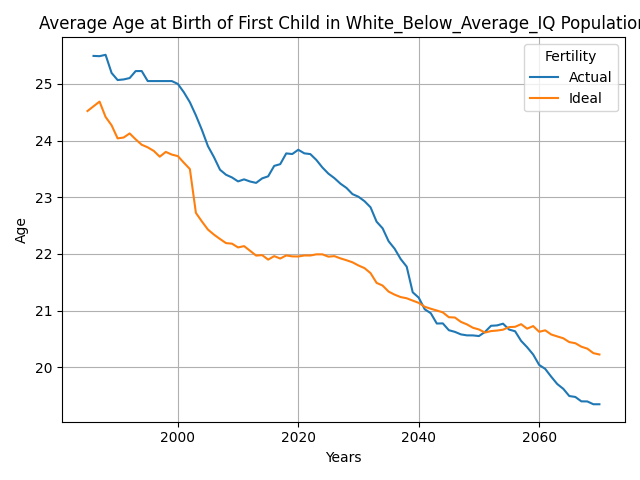 Average Age at Birth of First Child in White_Below_Average_IQ Population
Fertility
Actual
Ideal
25
24
23
22
21
20
Age
2000
2020
2040
2060
Years